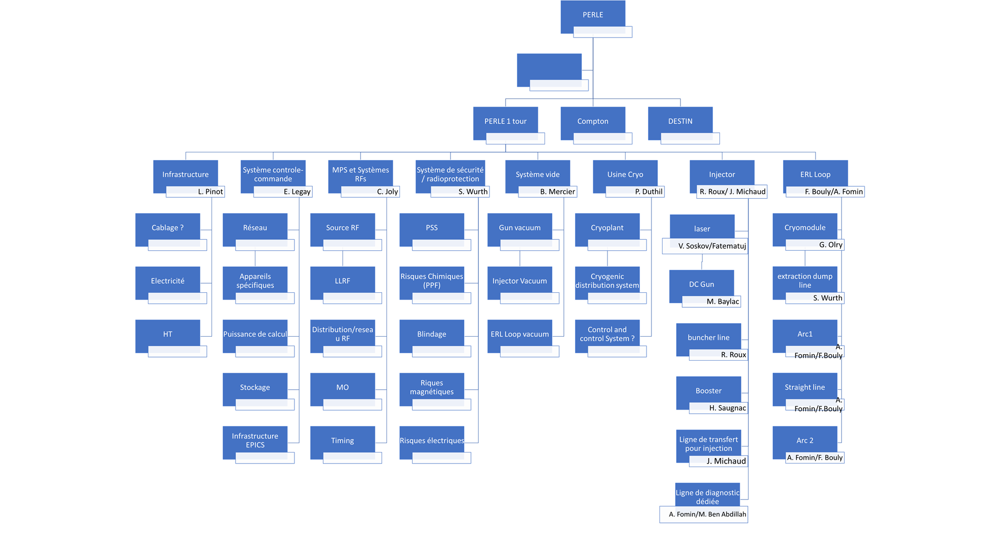 PERLE
PERLE 1 tour
Compton
DESTIN
Infrastructure
L. Pinot
Système controle-
commande
E. Legay
MPS et Systèmes
RFs
C. Joly
Système de sécurité
/ radioprotection
S. Wurth
Système vide
B. Mercier
Usine Cryo
P. Duthil
Injector
R. Roux/ J. Michaud
ERL Loop
F. Bouly/A. Fomin
Cablage ?
Electricité
HT
Réseau
Appareils
spécifiques
Puissance de calcul
Stockage
Infrastructure
EPICS
Source RF
LLRF
Distribution/resea
u RF
MO
Timing
PSS
Risques Chimiques
(PPF)
Blindage
Riques
magnétiques
Risques électriques
Gun vacuum
Injector Vacuum
ERL Loop vacuum
Cryoplant
Cryogenic
distribution system
Control and
control System ?
laser
V. Soskov/Fatematuj
DC Gun
M. Baylac
buncher line
R. Roux
Booster
H. Saugnac
Ligne de transfert
pour injection
J. Michaud
Ligne de diagnostic
dédiée
A. Fomin/M. Ben Abdillah
Cryomodule
G. Olry
extraction dump
line
S. Wurth
Arc1
A.
Fomin/F.Bouly
Straight line
A.
Fomin/F.Bouly
Arc 2
A. Fomin/F. Bouly